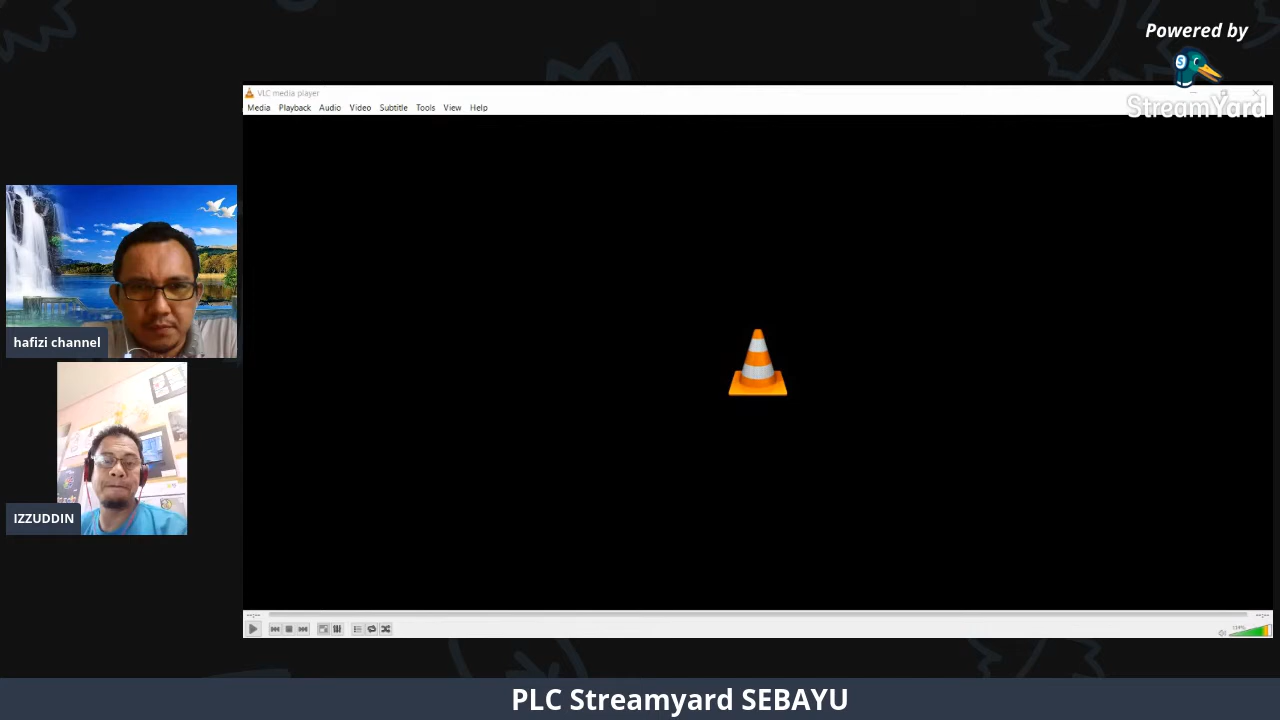 Powered by
StreamYard
VLC media player
Media Playback Audio Video Subtitle Tools View Help
hafizi channel
IZZUDDIN
PLC Streamyard SEBAYU